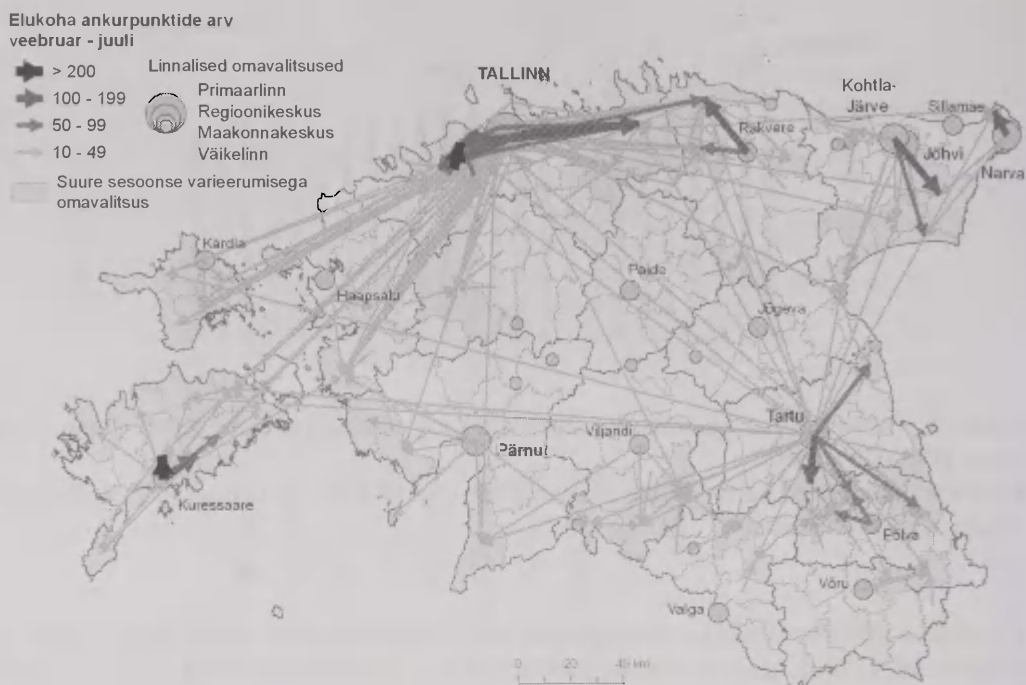 Elukoha ankurpunktide arv
veebruar - juuli
> 200
100 - 199
50 - 99
10 - 49
Linnalised omavalitsused
Primaarlinn
Regioonikeskus
Maakonnakeskus
Väikelinn
Suure sesoonse varieerumisega
omavalitsus
TALLINN
Kohtla-
Järve
Sillamäe
Rakvere
Jõhvi
Narva
Kärdla
Haapsalu
Paide
Jõgeva
Tartu
Pärnu
Viljandi
Kuressaare
Põlva
Võru
Valga
0 20 40 km